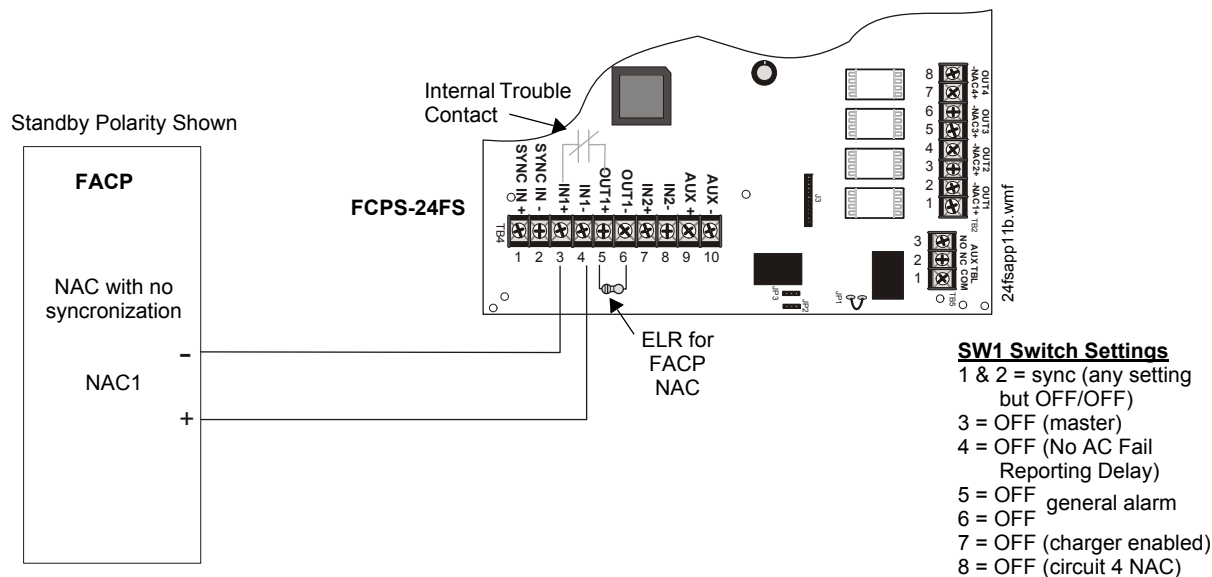 Internal Trouble
Contact
Standby Polarity Shown
FACP
FCPS-24FS
NAC with no
syncronization
-
NAC1
+
SYNC IN +
SYNC IN -
IN1+
IN1-
OUT1+
OUT1-
IN2+
IN2-
AUX +
AUX -
TB4
1 2 3 4 5 6 7 8 9 10
ELR for
FACP
NAC
J3
JP3
JP2
JP1
8
7
6
5
4
3
2
1
OUT4
-NAC4+
OUT3
-NAC3+
OUT2
-NAC2+
OUT1
-NAC1+
TB2
3
2
1
AUX TBL
NO NC COM
TB5
24fsapp11b.wmf
SW1 Switch Settings
1 & 2 = sync (any setting
but OFF/OFF)
3 = OFF (master)
4 = OFF (No AC Fail
Reporting Delay)
5 = OFF general alarm
6 = OFF
7 = OFF (charger enabled)
8 = OFF (circuit 4 NAC)